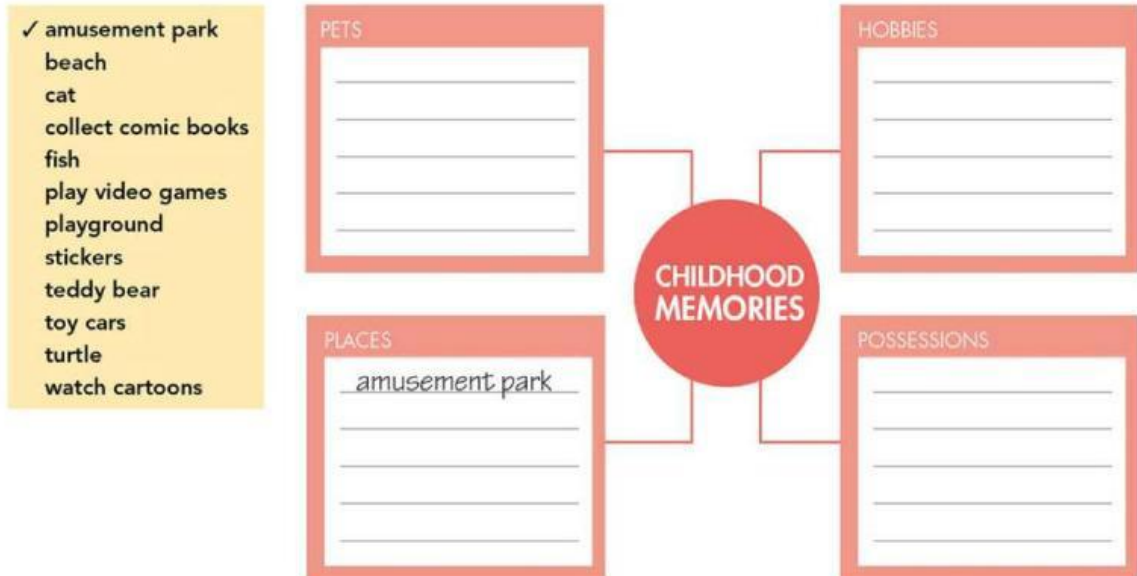 ✓ amusement park
beach
cat
collect comic books
fish
play video games
playground
stickers
teddy bear
toy cars
turtle
watch cartoons
PETS
HOBBIES
CHILDHOOD
MEMORIES
PLACES
amusement park
POSSESSIONS